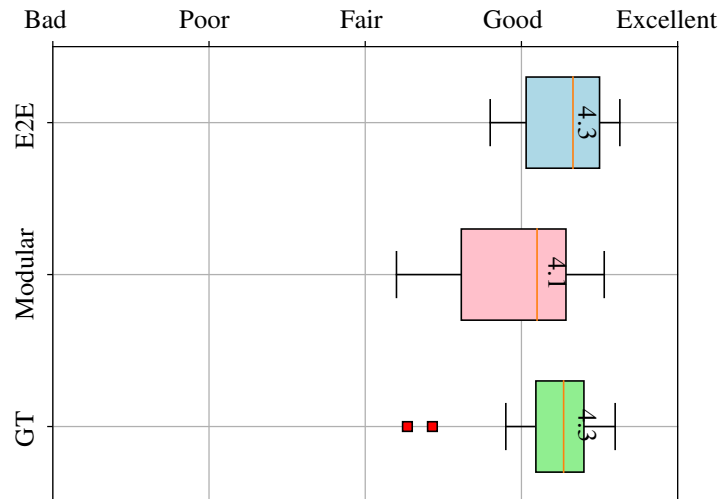 Bad Poor Fair Good Excellent
E2E
4.3
Modular
4.1
GT
4.3